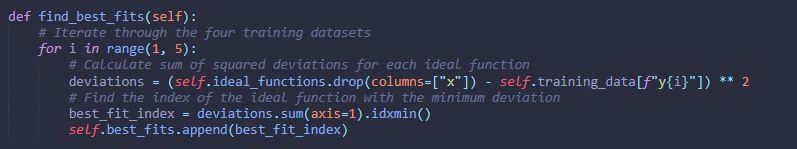 def find_best_fits(self):
    # Iterate through the four training datasets
    for i in range(1, 5):
        # Calculate sum of squared deviations for each ideal function
        deviations = (self.ideal_functions.drop(columns=["x"]) - self.training_data[f"y{i}"]) ** 2
        # Find the index of the ideal function with the minimum deviation
        best_fit_index = deviations.sum(axis=1).idxmin()
        self.best_fits.append(best_fit_index)